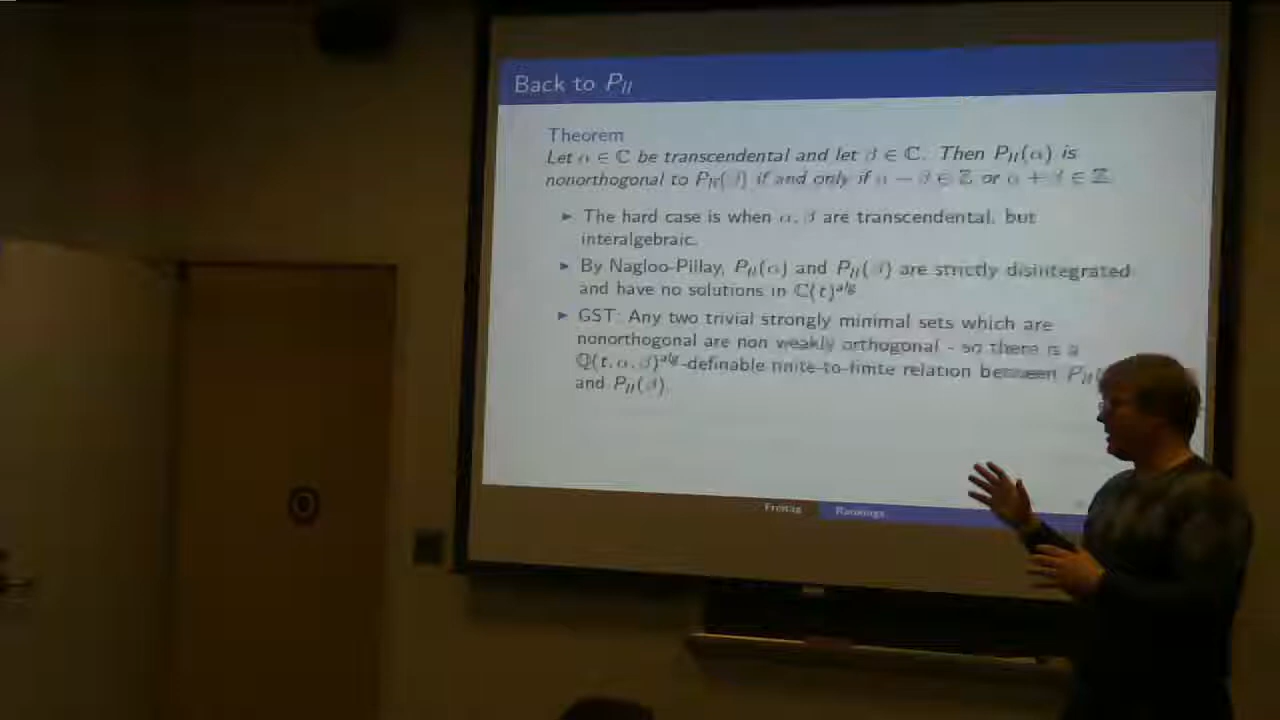 Back to P_II
Theorem
Let α ∈ ℂ be transcendental and let β ∈ ℂ. Then P_II(α) is
nonorthogonal to P_II(β) if and only if α − β ∈ ℤ or α + β ∈ ℤ.
▶ The hard case is when α, β are transcendental, but
interalgebraic.
▶ By Nagloo-Pillay, P_II(α) and P_II(β) are strictly disintegrated
and have no solutions in ℂ(t)^alg
▶ GST: Any two trivial strongly minimal sets which are
nonorthogonal are non weakly orthogonal - so there is a
ℚ(t, α, β)^alg-definable finite-to-finite relation between P_II
and P_II(β).
Freitag Rankings